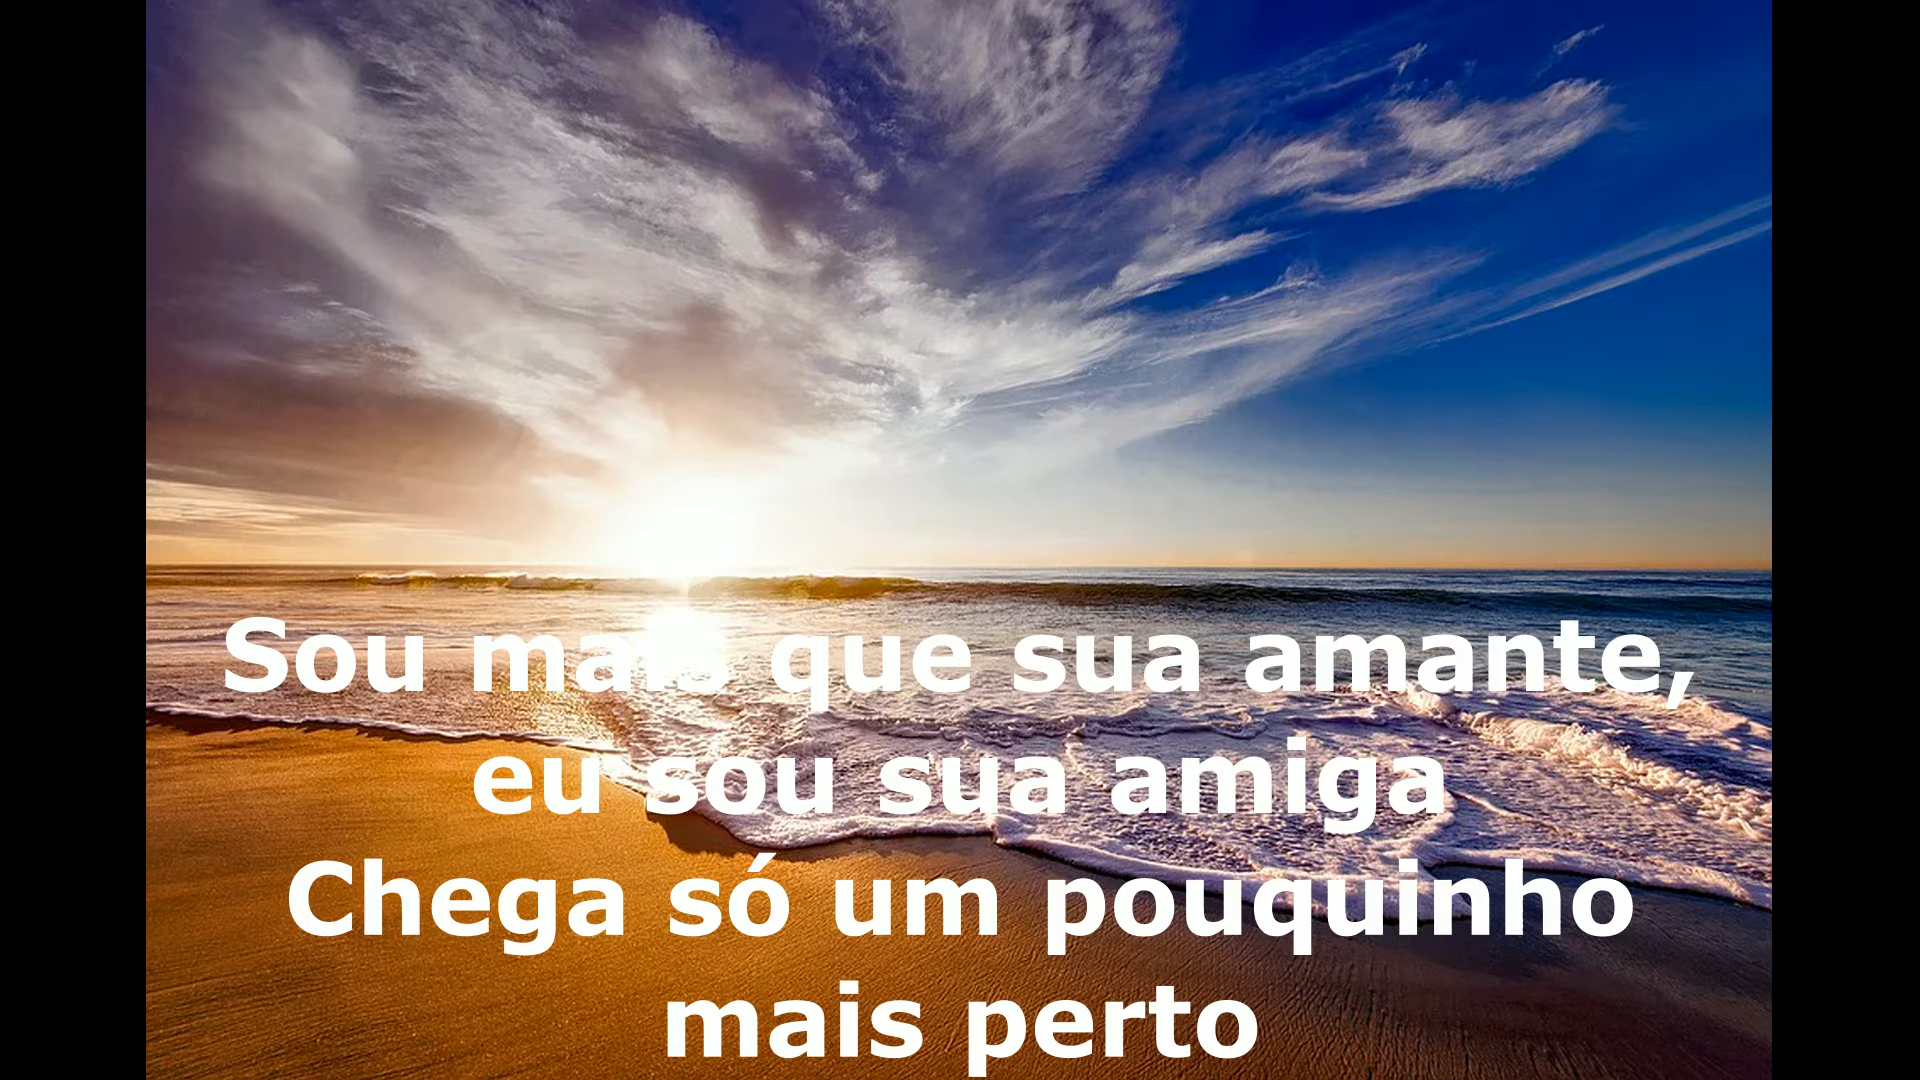 Sou mais que sua amante,
eu sou sua amiga
Chega só um pouquinho
mais perto